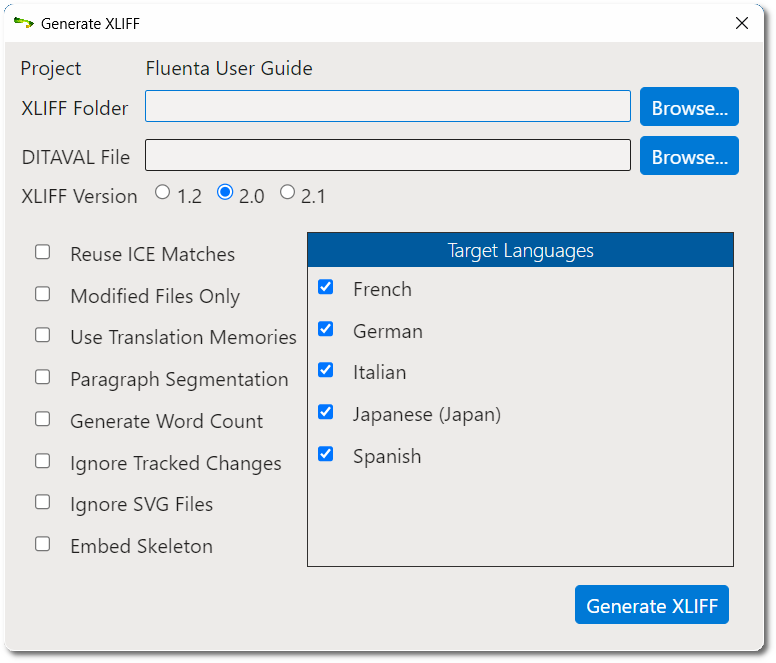 Generate XLIFF
Project Fluenta User Guide
XLIFF Folder Browse...
DITAVAL File Browse...
XLIFF Version 1.2 2.0 2.1
Target Languages
Reuse ICE Matches
Modified Files Only
Use Translation Memories
Paragraph Segmentation
Generate Word Count
Ignore Tracked Changes
Ignore SVG Files
Embed Skeleton
French
German
Italian
Japanese (Japan)
Spanish
Generate XLIFF